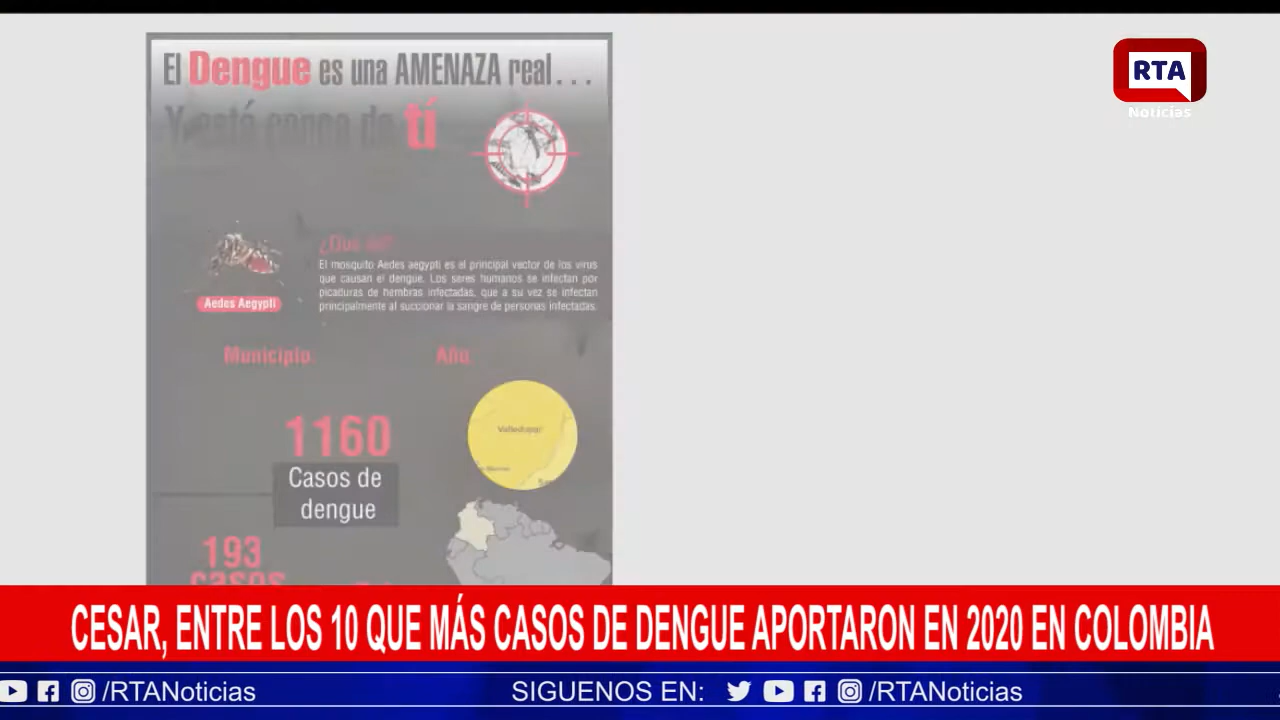 El Dengue es una AMENAZA real...
Y está cerca de tí
RTA
Noticias
¿Qué es?
El mosquito Aedes aegypti es el principal vector de los virus
que causan el dengue. Los seres humanos se infectan por
picaduras de hembras infectadas, que a su vez se infectan
principalmente al succionar la sangre de personas infectadas.
Aedes Aegypti
Municipio
Año
1160
Casos de
dengue
Valledupar
193
casos
CESAR, ENTRE LOS 10 QUE MÁS CASOS DE DENGUE APORTARON EN 2020 EN COLOMBIA
/RTANoticias
SIGUENOS EN:
/RTANoticias